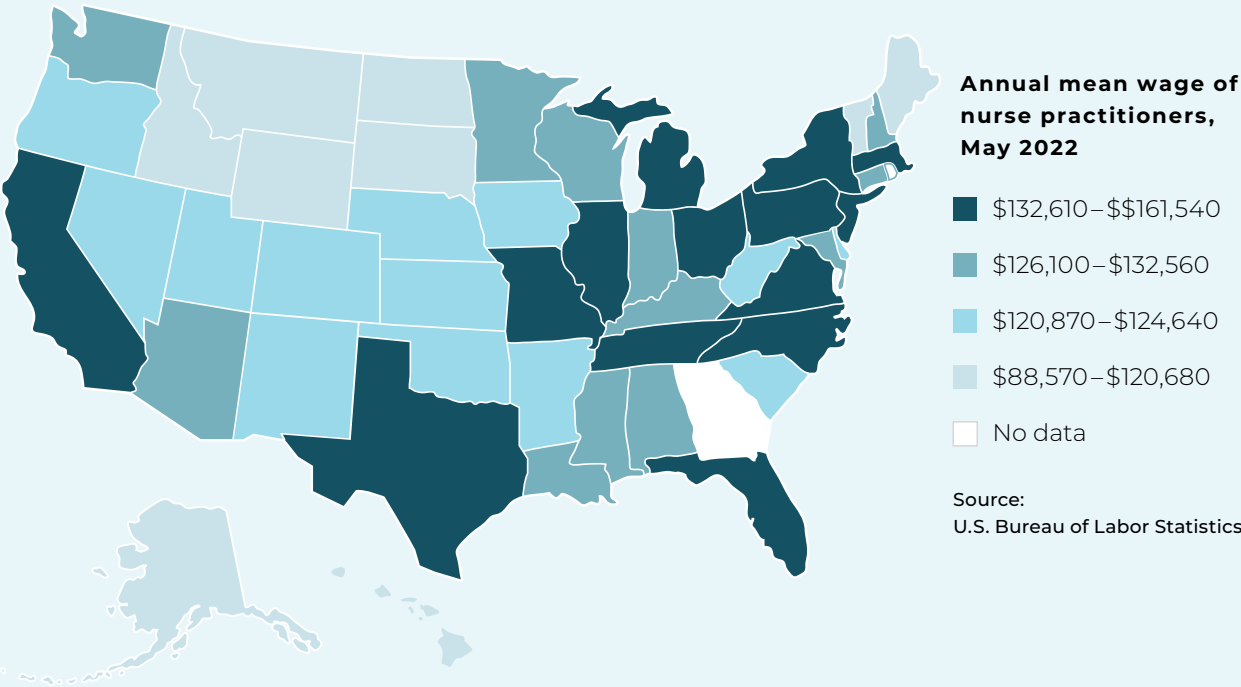 Annual mean wage of
nurse practitioners,
May 2022
$132,610–$$161,540
$126,100–$132,560
$120,870–$124,640
$88,570–$120,680
No data
Source:
U.S. Bureau of Labor Statistics